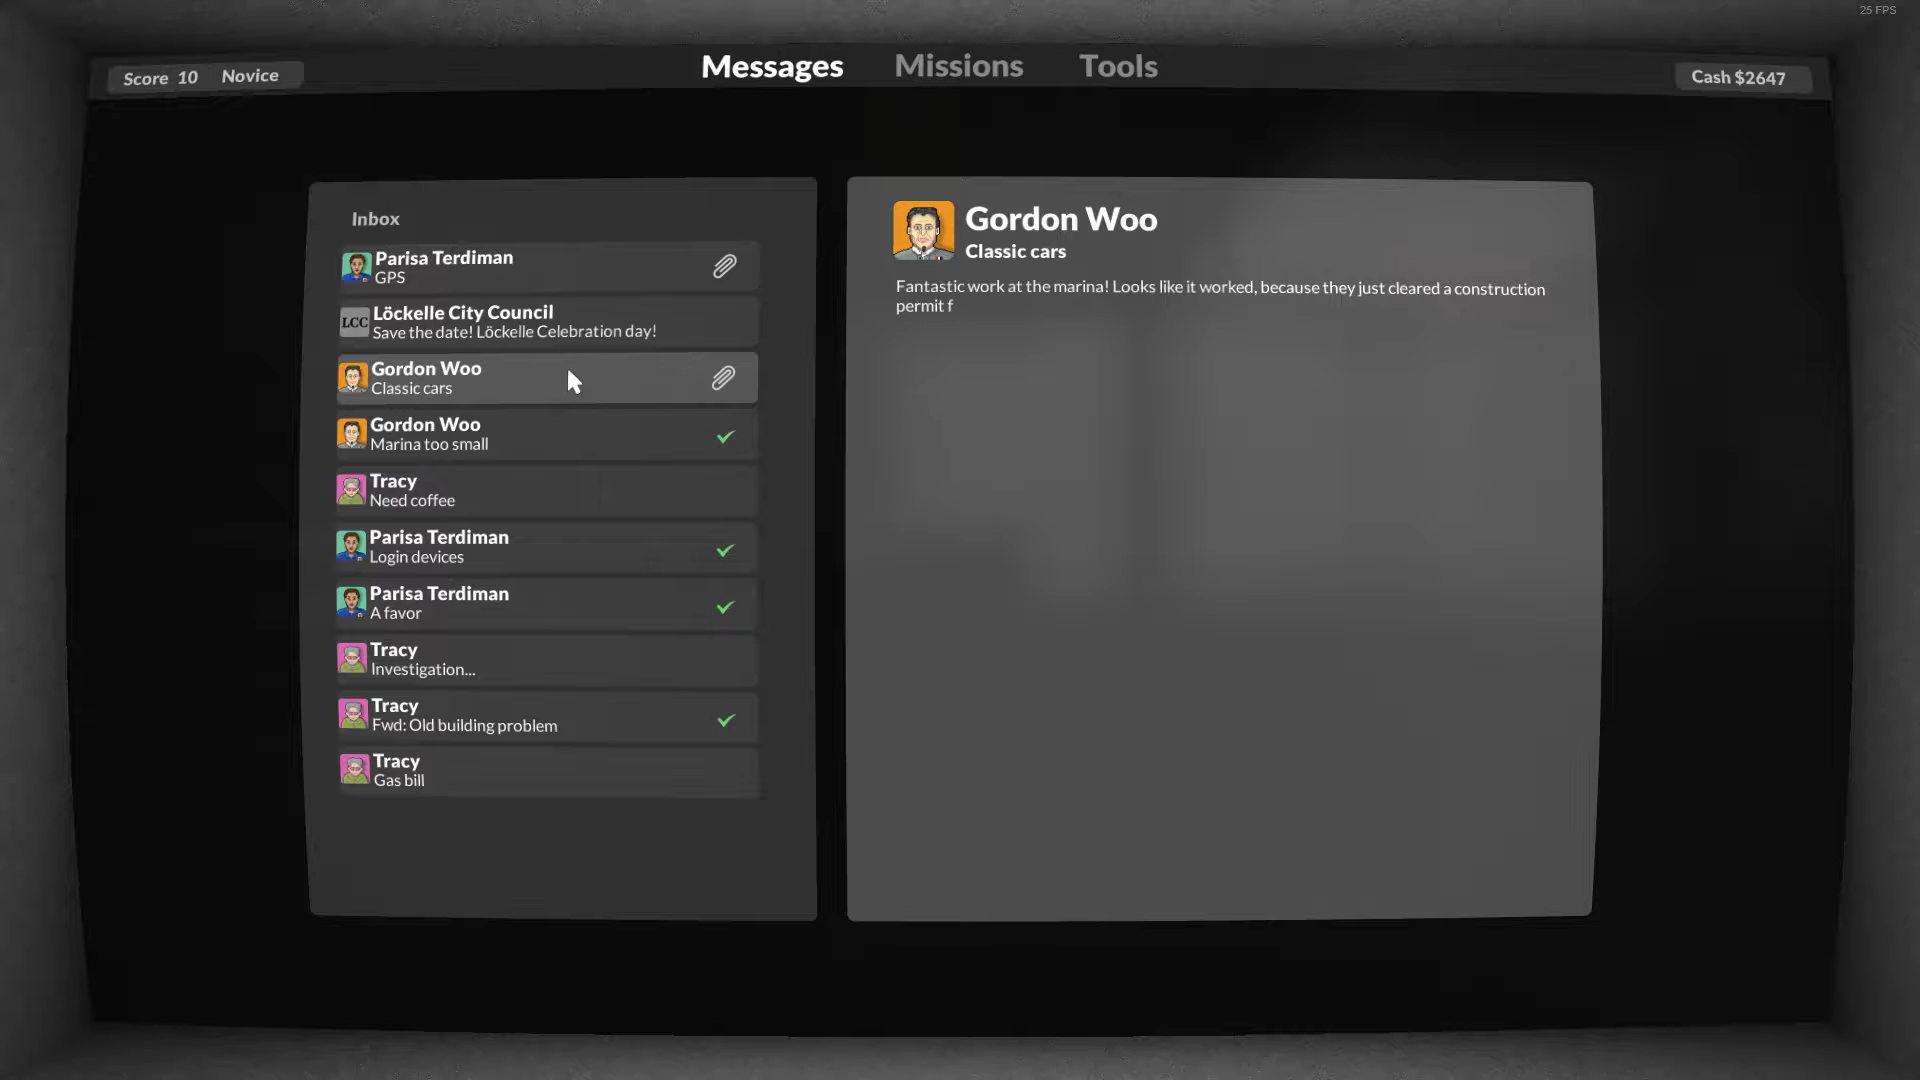 25 FPS
Score 10 Novice
Messages Missions Tools
Cash $2647
Inbox
Parisa Terdiman
GPS
LCC
Löckelle City Council
Save the date! Löckelle Celebration day!
Gordon Woo
Classic cars
Gordon Woo
Marina too small
Tracy
Need coffee
Parisa Terdiman
Login devices
Parisa Terdiman
A favor
Tracy
Investigation...
Tracy
Fwd: Old building problem
Tracy
Gas bill
Gordon Woo
Classic cars
Fantastic work at the marina! Looks like it worked, because they just cleared a construction
permit f